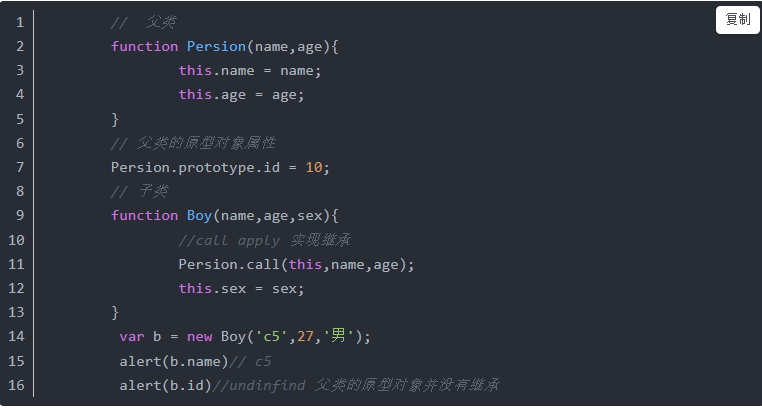 复制
1 //  父类
2 function Persion(name,age){
3 this.name = name;
4 this.age = age;
5 }
6 // 父类的原型对象属性
7 Persion.prototype.id = 10;
8 // 子类
9 function Boy(name,age,sex){
10 //call apply 实现继承
11 Persion.call(this,name,age);
12 this.sex = sex;
13 }
14 var b = new Boy('c5',27,'男');
15 alert(b.name)// c5
16 alert(b.id)//undinfind 父类的原型对象并没有继承